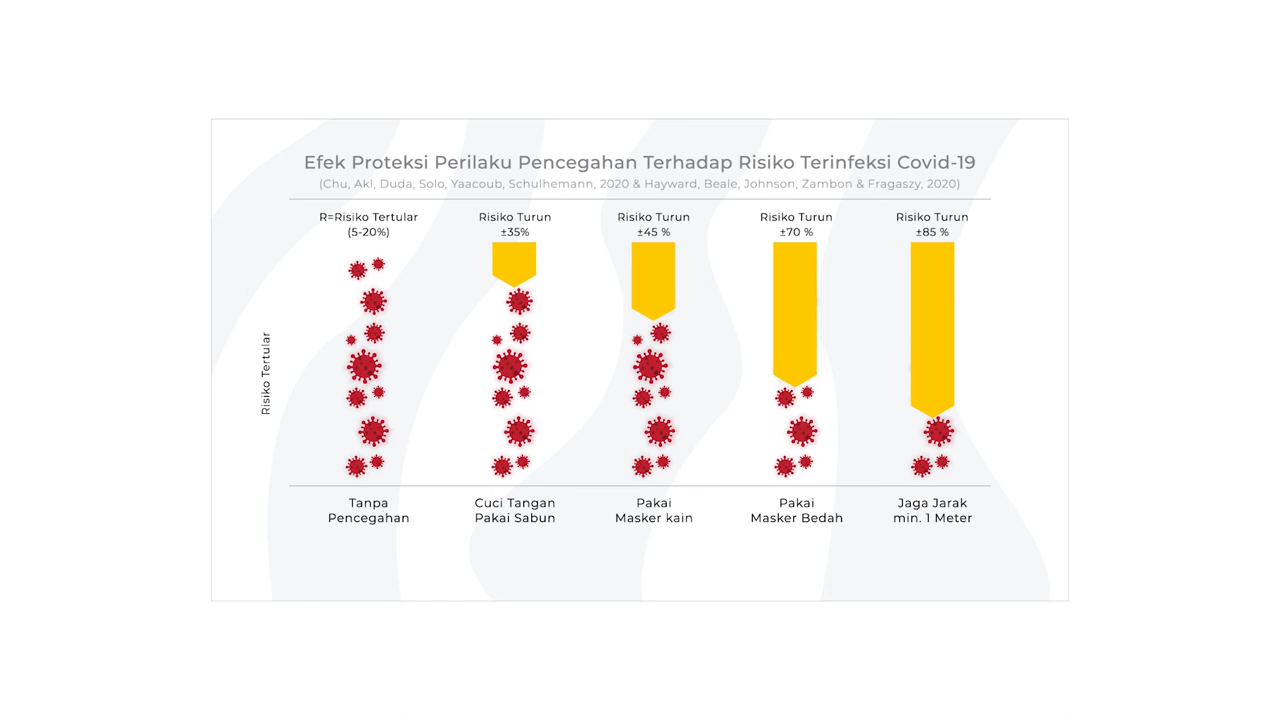 Efek Proteksi Perilaku Pencegahan Terhadap Risiko Terinfeksi Covid-19
(Chu, Akl, Duda, Solo, Yaacoub, Schulhemann, 2020 & Hayward, Beale, Johnson, Zambon & Fragaszy, 2020)
R=Risiko Tertular
(5-20%)
Risiko Turun
±35%
Risiko Turun
±45 %
Risiko Turun
±70 %
Risiko Turun
±85 %
Risiko Tertular
Tanpa
Pencegahan
Cuci Tangan
Pakai Sabun
Pakai
Masker kain
Pakai
Masker Bedah
Jaga Jarak
min. 1 Meter